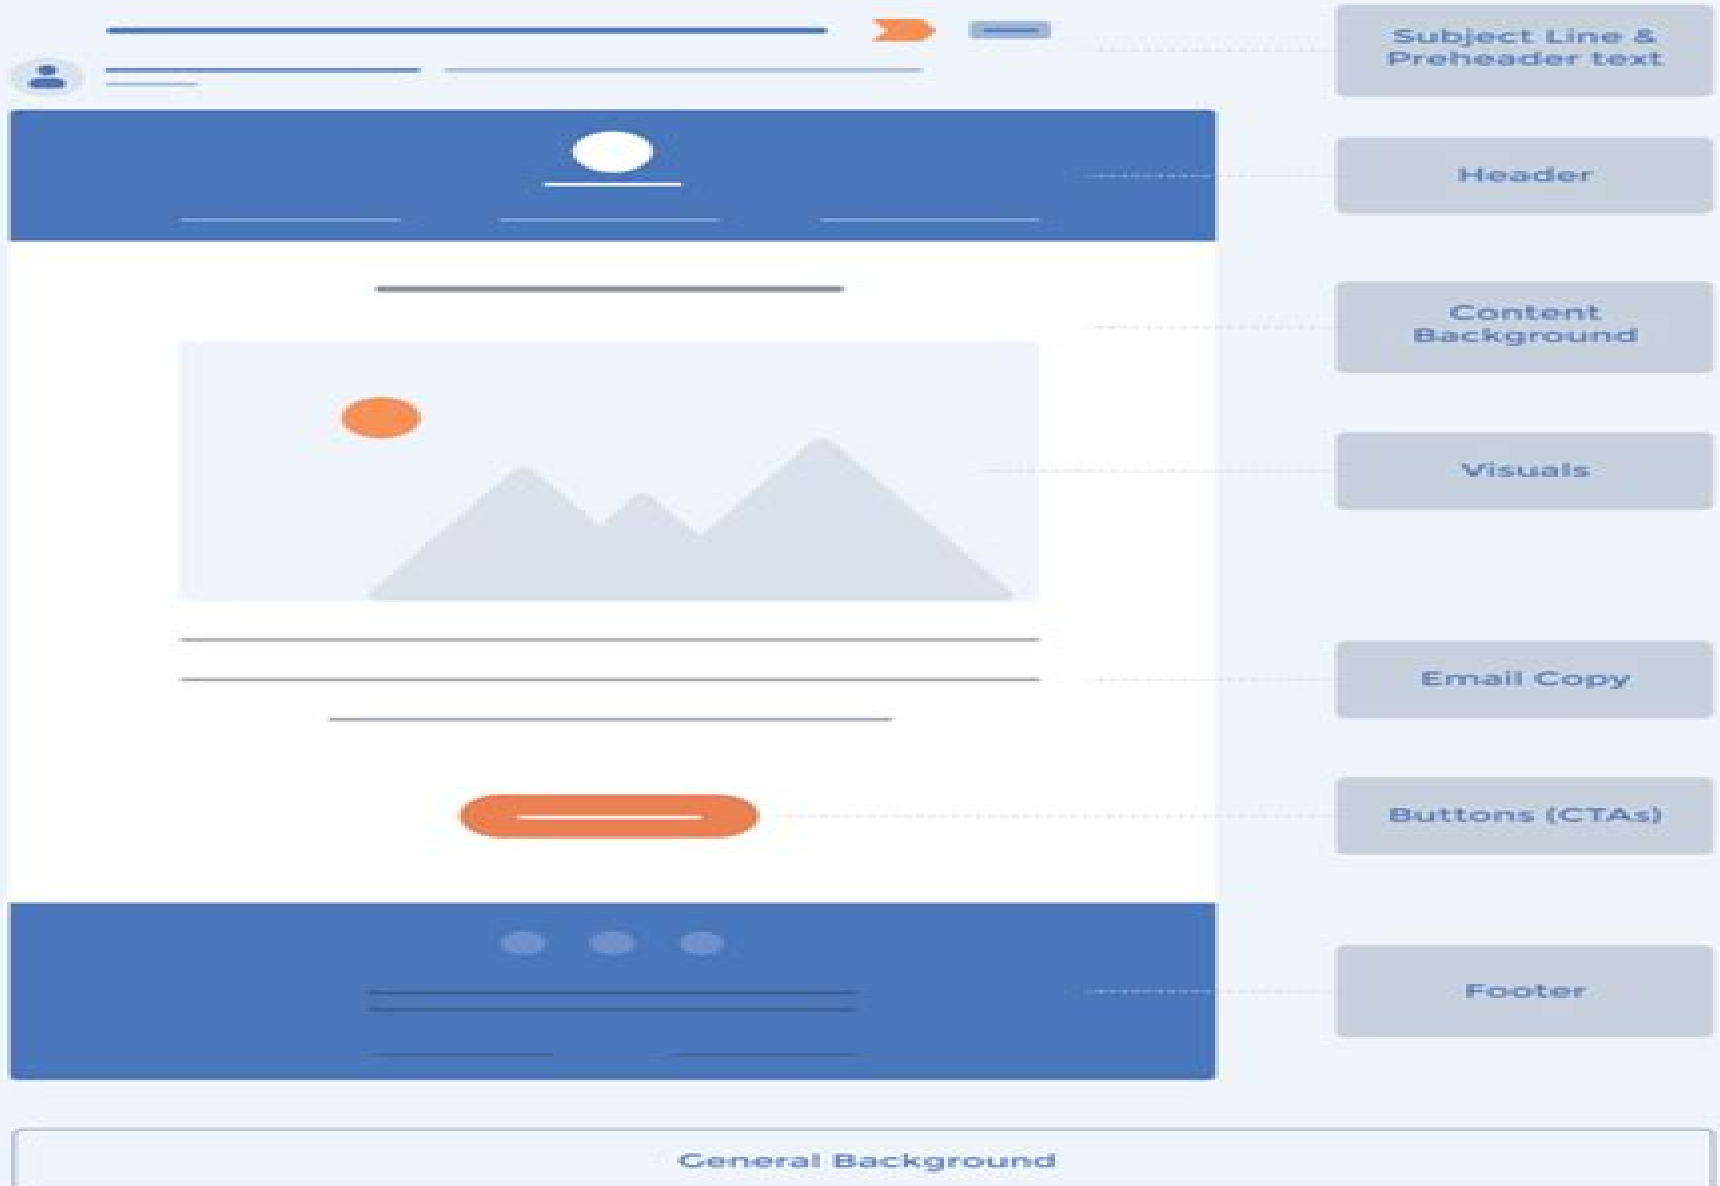 Subject Line &
Preheader text
Header
Content
Background
Visuals
Email Copy
Buttons (CTAs)
Footer
General Background